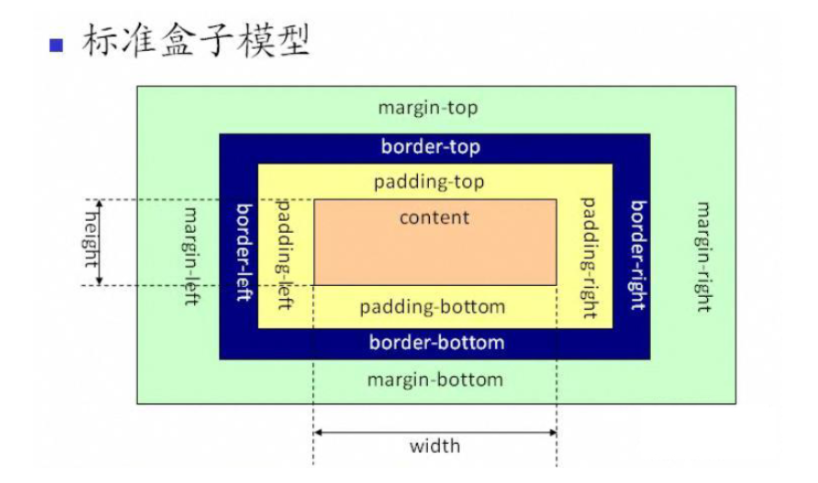 标准盒子模型
margin-top
border-top
padding-top
content
height
margin-left
border-left
padding-left
padding-right
border-right
margin-right
padding-bottom
border-bottom
margin-bottom
width